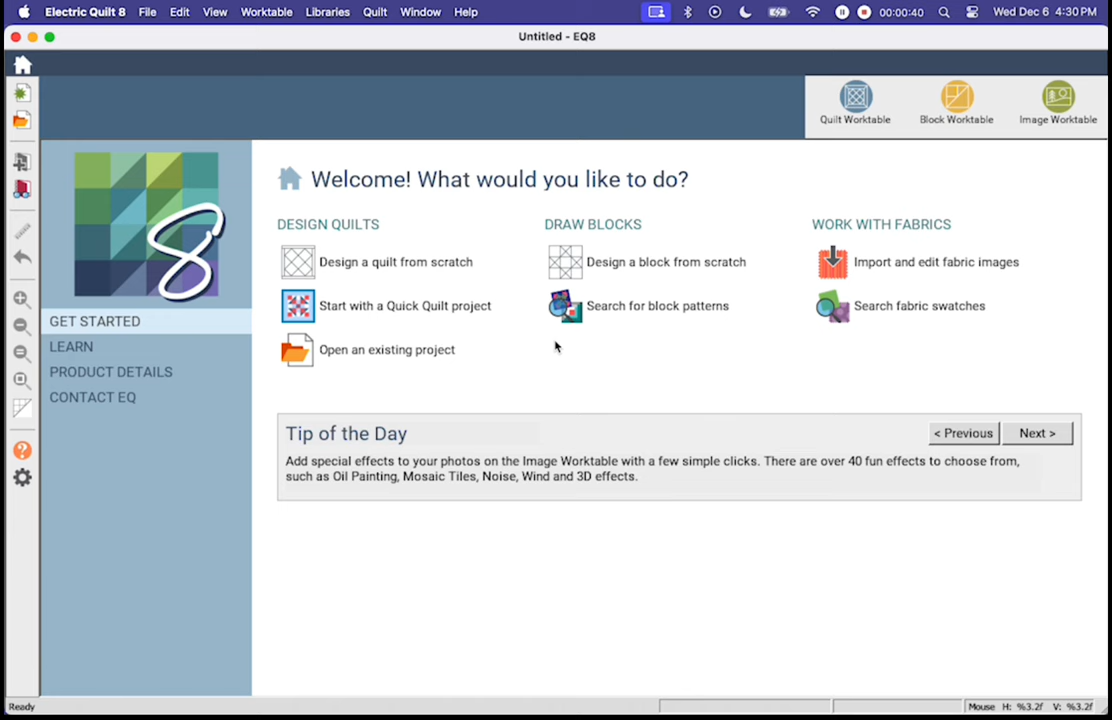 Electric Quilt 8 File Edit View Worktable Libraries Quilt Window Help 00:00:40 Wed Dec 6 4:30 PM
Untitled - EQ8
Quilt Worktable Block Worktable Image Worktable
8
GET STARTED
LEARN
PRODUCT DETAILS
CONTACT EQ
Welcome! What would you like to do?
DESIGN QUILTS
Design a quilt from scratch
Start with a Quick Quilt project
Open an existing project
DRAW BLOCKS
Design a block from scratch
Search for block patterns
WORK WITH FABRICS
Import and edit fabric images
Search fabric swatches
Tip of the Day
< Previous Next >
Add special effects to your photos on the Image Worktable with a few simple clicks. There are over 40 fun effects to choose from,
such as Oil Painting, Mosaic Tiles, Noise, Wind and 3D effects.
Ready Mouse H: %3.2f V: %3.2f